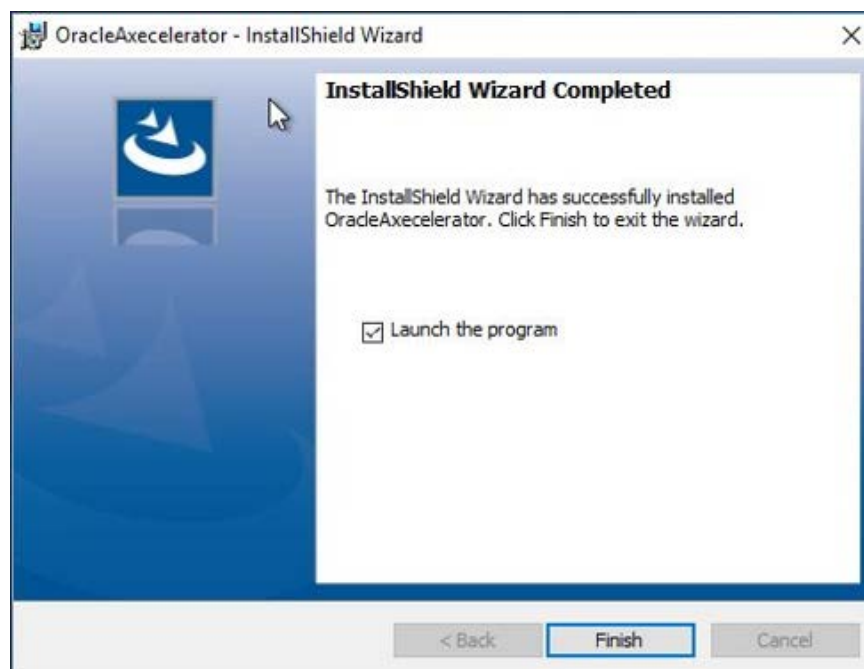 OracleAxecelerator - InstallShield Wizard
InstallShield Wizard Completed
The InstallShield Wizard has successfully installed
OracleAxecelerator. Click Finish to exit the wizard.
Launch the program
< Back
Finish
Cancel